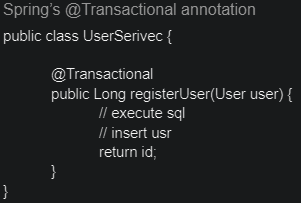 Spring’s @Transactional annotation
public class UserSerivec {
@Transactional
public Long registerUser(User user) {
// execute sql
// insert usr
return id;
}
}